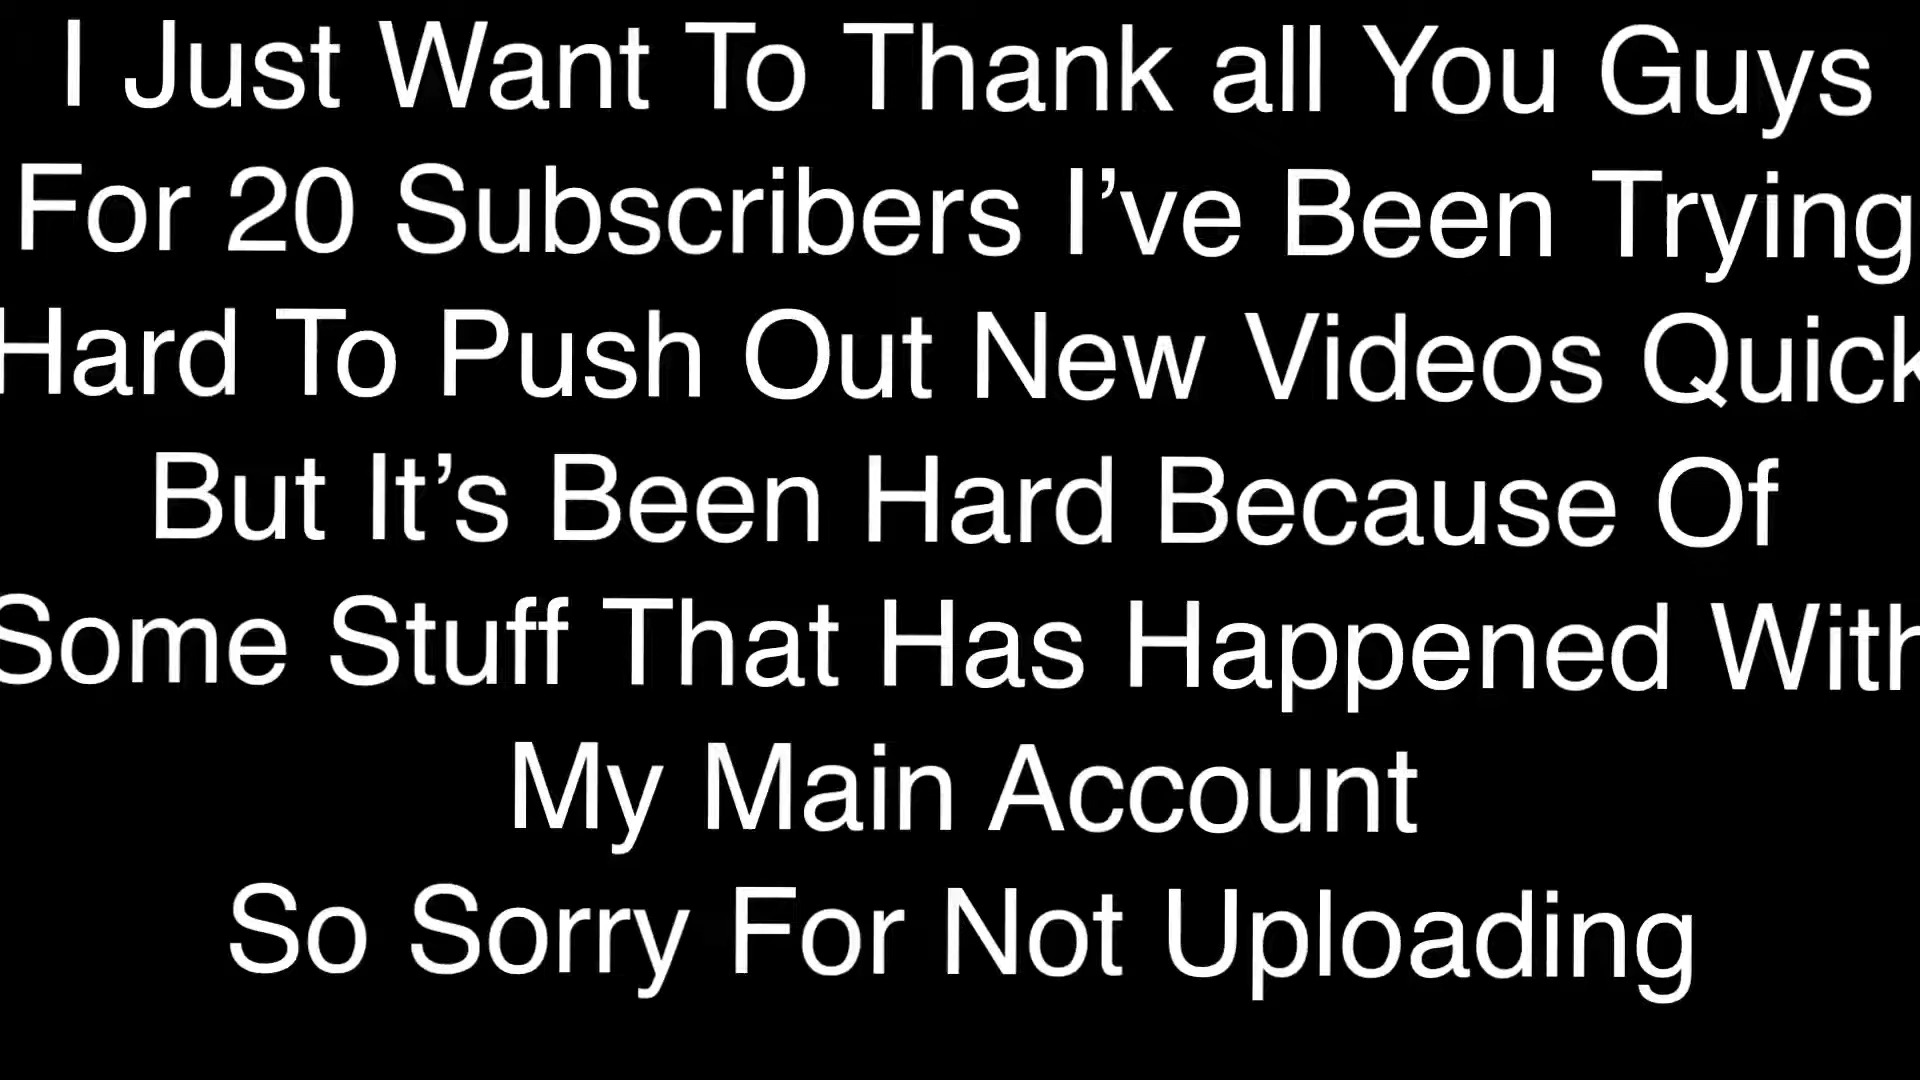 I Just Want To Thank all You Guys
For 20 Subscribers I’ve Been Trying
Hard To Push Out New Videos Quick
But It’s Been Hard Because Of
Some Stuff That Has Happened With
My Main Account
So Sorry For Not Uploading